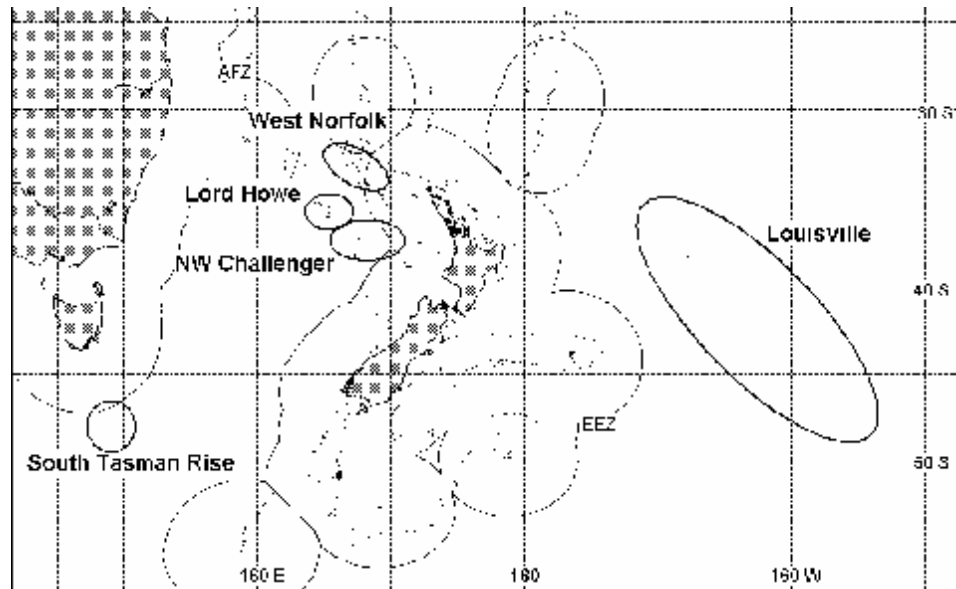 AFZ
30 S
West Norfolk
Lord Howe
Louisville
NW Challenger
40 S
EEZ
South Tasman Rise
50 S
160 E
180
160 W